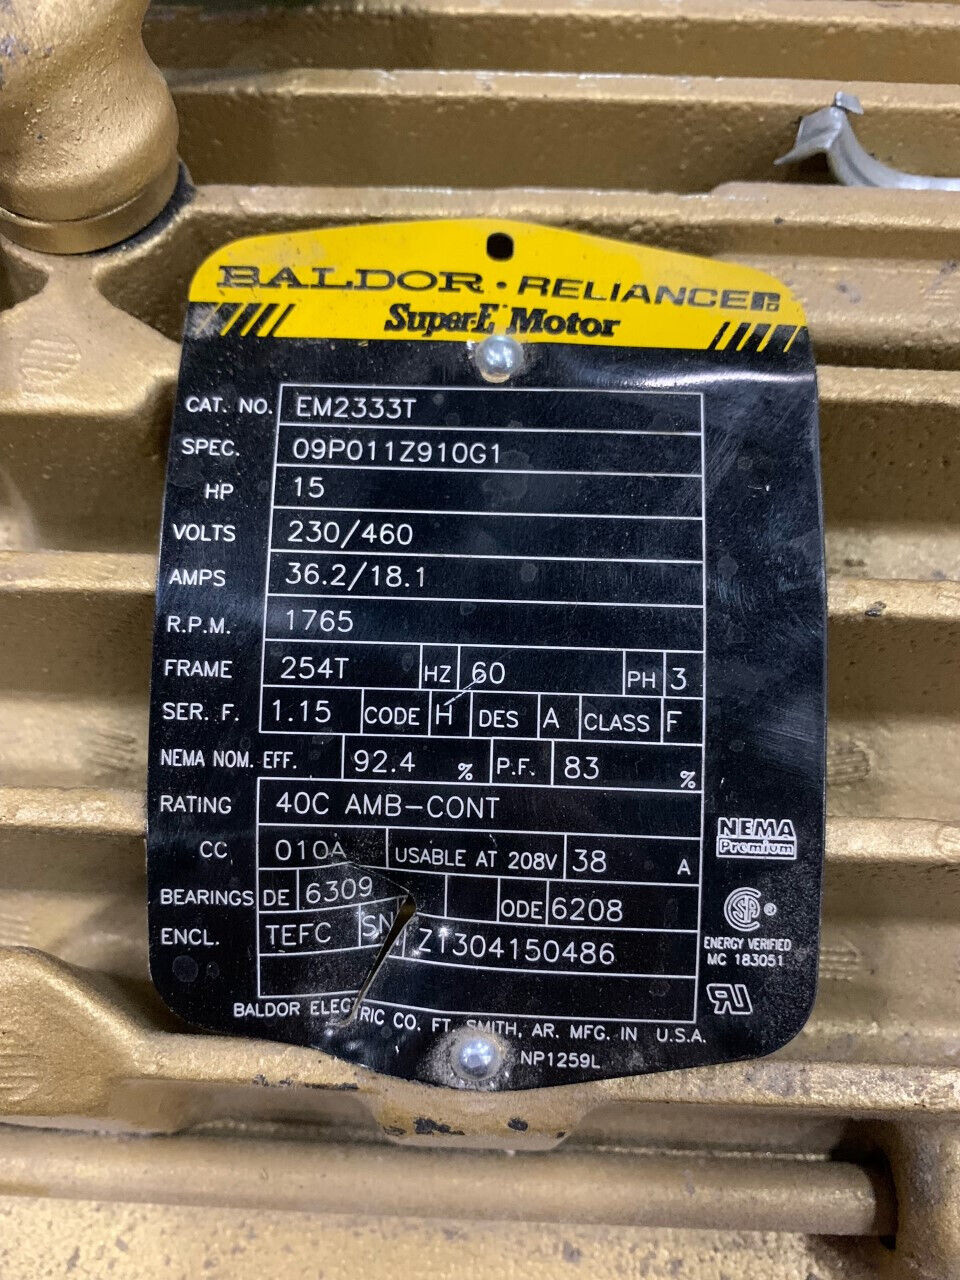 BALDOR • RELIANCE
Super-E Motor
CAT. NO. EM2333T
SPEC. 09P011Z910G1
HP 15
VOLTS 230/460
AMPS 36.2/18.1
R.P.M. 1765
FRAME 254T HZ 60 PH 3
SER. F. 1.15 CODE H DES A CLASS F
NEMA NOM. EFF. 92.4 % P.F. 83 %
RATING 40C AMB-CONT
CC 010A USABLE AT 208V 38 A
BEARINGS DE 6309 ODE 6208
ENCL. TEFC SN Z1304150486
BALDOR ELECTRIC CO. FT. SMITH, AR. MFG. IN U.S.A.
NP1259L
NEMA
Premium
CSA ®
ENERGY VERIFIED
MC 183051